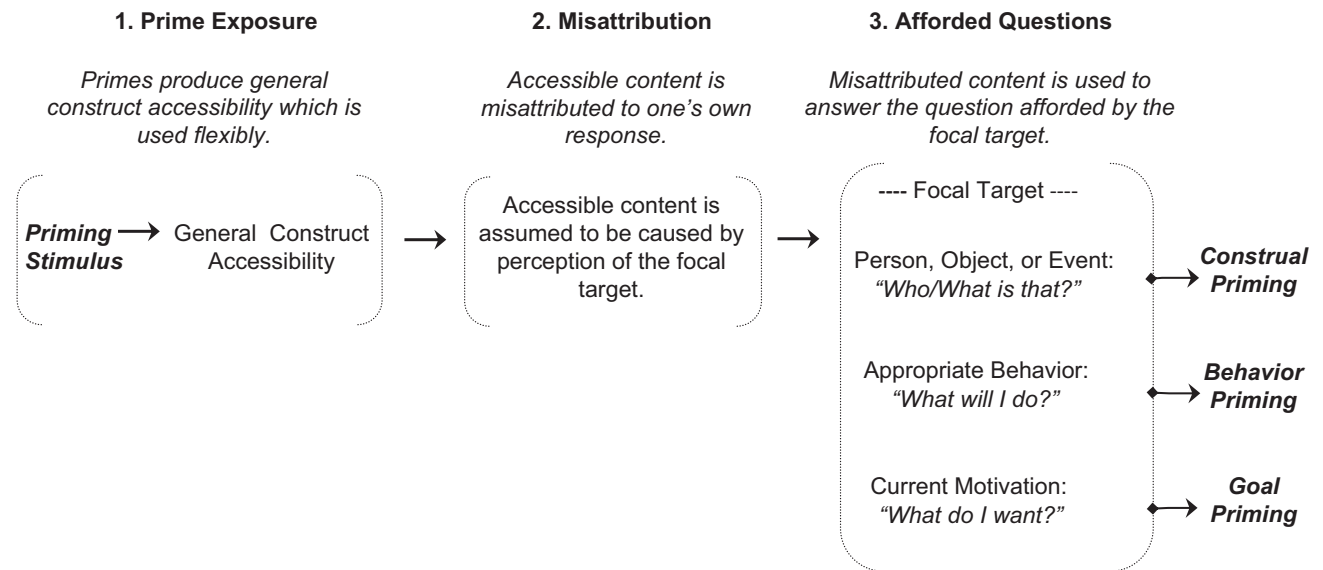 1. Prime Exposure
Primes produce general
construct accessibility which is
used flexibly.
Priming
Stimulus
General Construct
Accessibility
2. Misattribution
Accessible content is
misattributed to one's own
response.
Accessible content is
assumed to be caused by
perception of the focal
target.
3. Afforded Questions
Misattributed content is used to
answer the question afforded by the
focal target.
---- Focal Target ----
Person, Object, or Event:
“Who/What is that?”
Construal
Priming
Appropriate Behavior:
“What will I do?”
Behavior
Priming
Current Motivation:
“What do I want?”
Goal
Priming